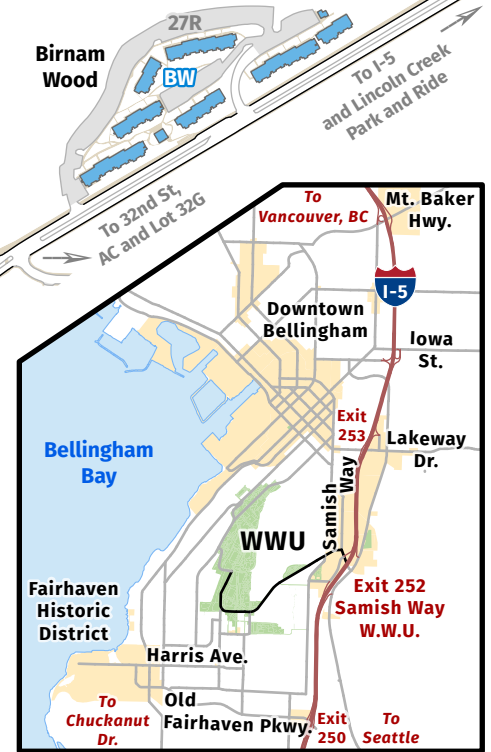 27R
Birnam
Wood
BW
To I-5
and Lincoln Creek
Park and Ride
To 32nd St,
AC and Lot 32G
To
Vancouver, BC
Mt. Baker
Hwy.
I-5
Downtown
Bellingham
Iowa
St.
Exit
253
Lakeway
Dr.
Bellingham
Bay
Samish
Way
WWU
Exit 252
Samish Way
W.W.U.
Fairhaven
Historic
District
Harris Ave.
Old
Fairhaven Pkwy.
To
Chuckanut
Dr.
Exit
250
To
Seattle